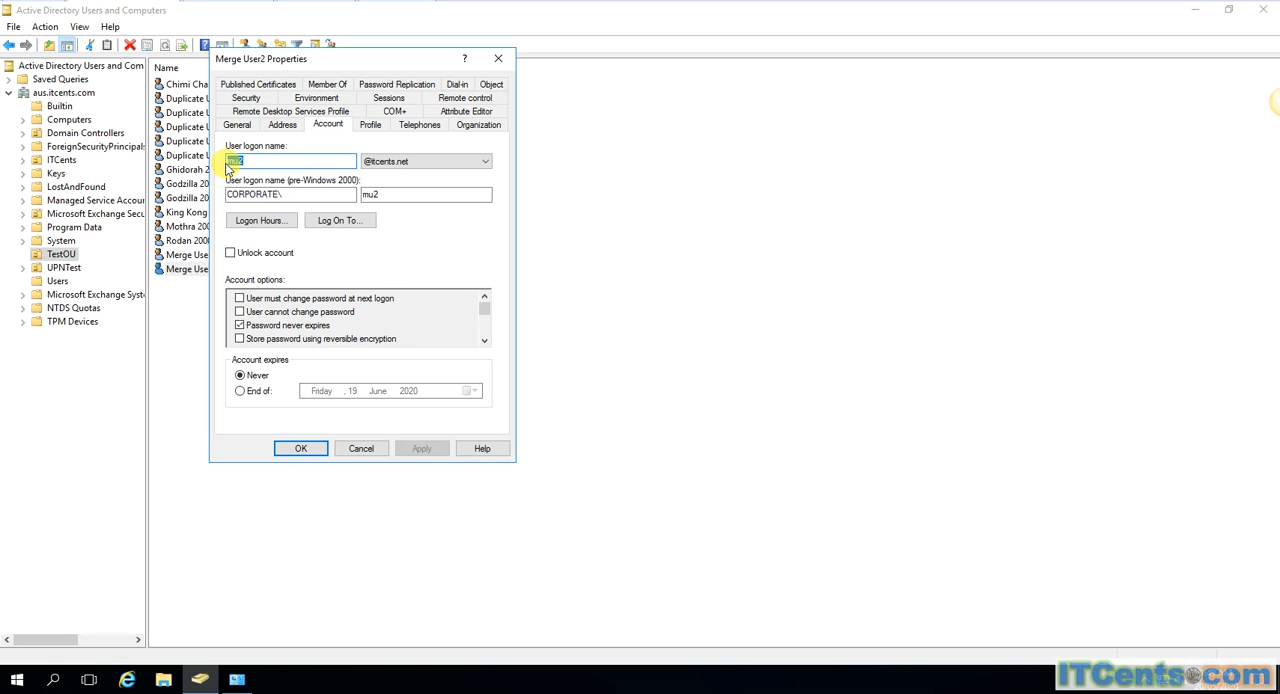 Active Directory Users and Computers
File Action View Help
Merge User2 Properties
Active Directory Users and Com
Saved Queries
aus.itcents.com
Builtin
Computers
Domain Controllers
ForeignSecurityPrincipals
ITCents
Keys
LostAndFound
Managed Service Accou
Microsoft Exchange Secu
Program Data
System
TestOU
UPNTest
Users
Microsoft Exchange Syst
NTDS Quotas
TPM Devices
Name
Chimi Cha
Duplicate U
Duplicate U
Duplicate U
Duplicate U
Duplicate U
Ghidorah 2
Godzilla 20
Godzilla 20
King Kong
Mothra 200
Rodan 2000
Merge Use
Merge Use
Published Certificates Member Of Password Replication Dial-in Object
Security Environment Sessions Remote control
Remote Desktop Services Profile COM+ Attribute Editor
General Address Account Profile Telephones Organization
User logon name:
mu2 @itcents.net
User logon name (pre-Windows 2000):
CORPORATE\ mu2
Logon Hours... Log On To...
Unlock account
Account options:
User must change password at next logon
User cannot change password
Password never expires
Store password using reversible encryption
Account expires
Never
End of: Friday , 19 June 2020
OK Cancel Apply Help
ITCents.com